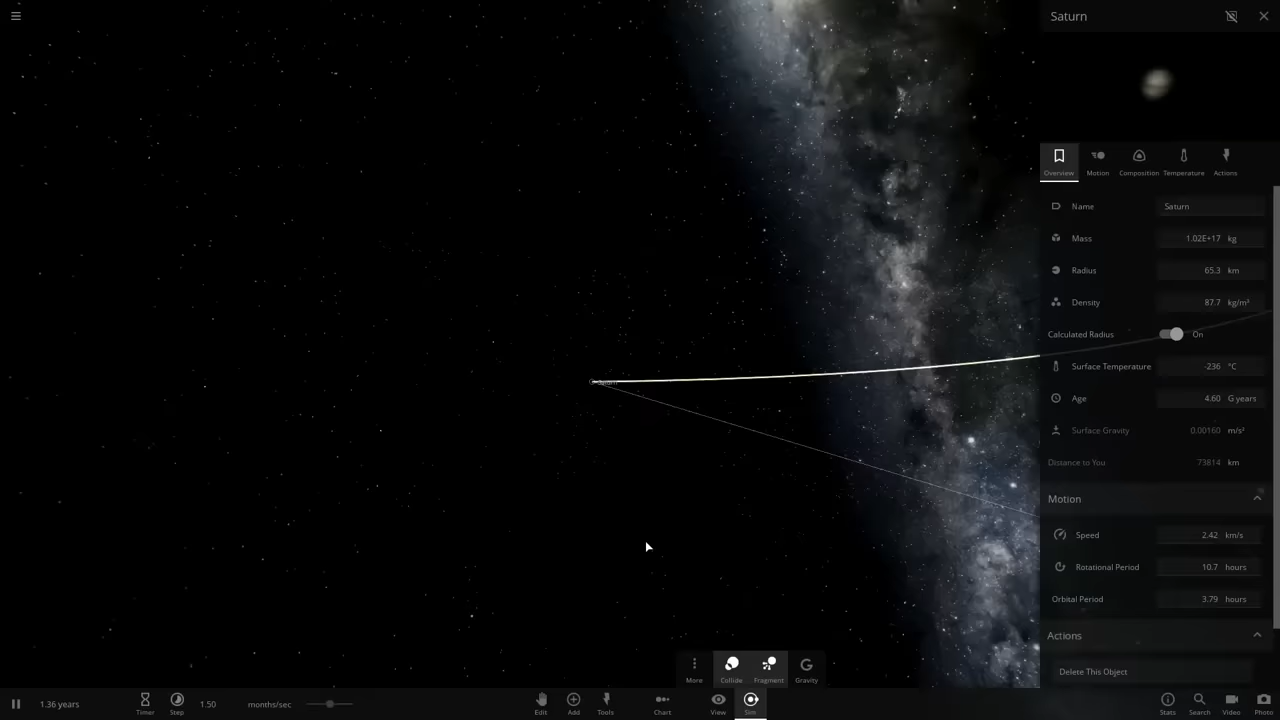 Saturn
Overview Motion Composition Temperature Actions
Name Saturn
Mass 1.02E+17 kg
Radius 65.3 km
Density 87.7 kg/m³
Calculated Radius On
Surface Temperature -236 °C
Age 4.60 G years
Surface Gravity 0.00160 m/s²
Distance to You 73814 km
Saturn
Motion
Speed 2.42 km/s
Rotational Period 10.7 hours
Orbital Period 3.79 hours
Actions
Delete This Object
More Collide Fragment Gravity
1.36 years Timer Step 1.50 months/sec Edit Add Tools Chart View Sim Stats Search Video Photo